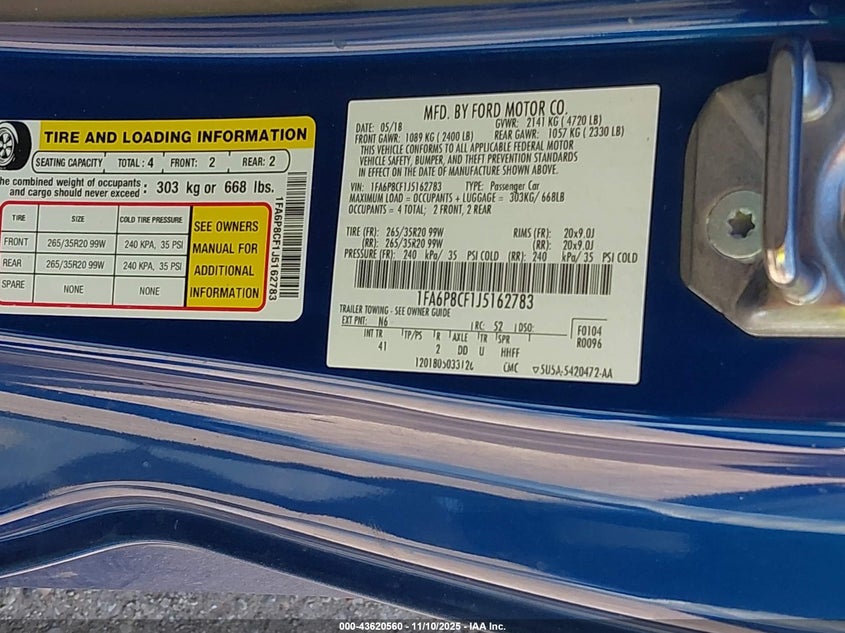 TIRE AND LOADING INFORMATION
SEATING CAPACITY TOTAL : 4 FRONT: 2 REAR: 2
The combined weight of occupants and cargo should never exceed : 303 kg or 668 lbs.
TIRE SIZE COLD TIRE PRESSURE
FRONT 265/35R20 99W 240 KPA, 35 PSI
REAR 265/35R20 99W 240 KPA, 35 PSI
SPARE NONE NONE
SEE OWNERS
MANUAL FOR
ADDITIONAL
INFORMATION
1FA6P8CF1J5162783
MFD. BY FORD MOTOR CO.
DATE: 05/18 GVWR: 2141 KG ( 4720 LB)
FRONT GAWR: 1089 KG ( 2400 LB) REAR GAWR: 1057 KG ( 2330 LB)
THIS VEHICLE CONFORMS TO ALL APPLICABLE FEDERAL MOTOR
VEHICLE SAFETY, BUMPER, AND THEFT PREVENTION STANDARDS
IN EFFECT ON THE DATE OF MANUFACTURE SHOWN ABOVE.
VIN: 1FA6P8CF1J5162783 TYPE: Passenger Car
MAXIMUM LOAD = OCCUPANTS + LUGGAGE = 303KG/ 668LB
OCCUPANTS = 4 TOTAL; 2 FRONT, 2 REAR
TIRE (FR): 265/35R20 99W RIMS (FR): 20x9.0J
(RR): 265/35R20 99W (RR): 20x9.0J
PRESSURE (FR): 240 kPa/ 35 PSI COLD (RR): 240 kPa/ 35 PSI COLD
1FA6P8CF1J5162783
TRAILER TOWING - SEE OWNER GUIDE
EXT PNT: N6 RC: 52 DSO: F0104
R0096
INT TR TP/PS R AXLE TR SPR
41 2 DD U HHFF
CMC 5U5A-5420472-AA
000-43620560 - 11/10/2025 - IAA Inc.